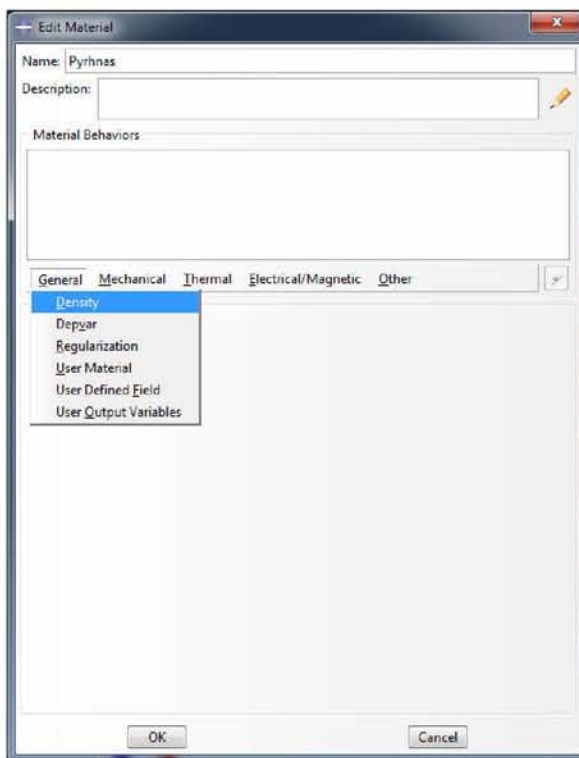 Edit Material
Name: Pyrhnas
Description:
Material Behaviors
General Mechanical Thermal Electrical/Magnetic Other
Density
Depvar
Regularization
User Material
User Defined Field
User Output Variables
OK Cancel